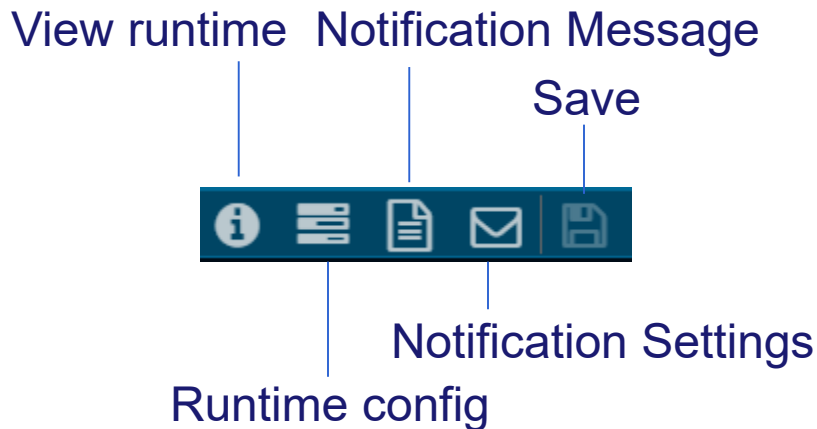 View runtime
Notification Message
Save
Notification Settings
Runtime config